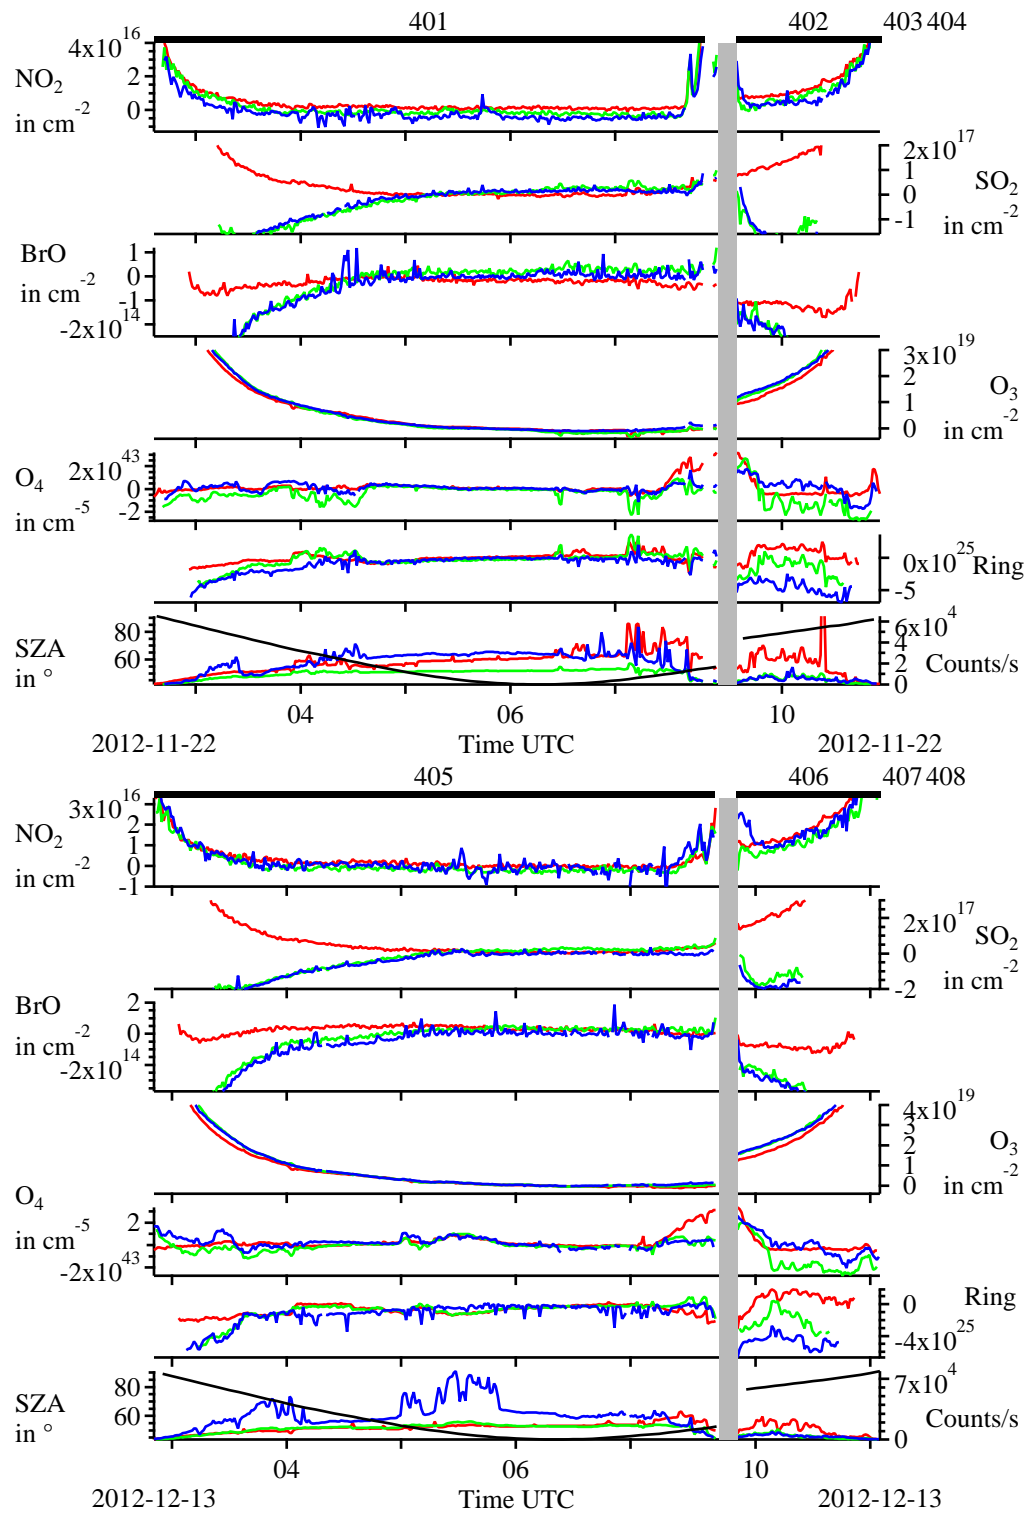 401 402 403 404
NO2 in cm-2
4x10^16
2
0
2x10^17
1
0
-1
SO2 in cm-2
BrO in cm-2
1
0
-1
-2x10^14
3x10^19
2
1
0
O3 in cm-2
O4 in cm-5
2x10^43
0
-2
0x10^25
-5
Ring
SZA in °
80
60
6x10^4
4
2
0
Counts/s
04 06 10
2012-11-22 Time UTC 2012-11-22
405 406 407 408
NO2 in cm-2
3x10^16
2
1
0
-1
2x10^17
0
-2
SO2 in cm-2
BrO in cm-2
2
0
-2x10^14
4x10^19
3
2
1
0
O3 in cm-2
O4 in cm-5
2
-2x10^43
0
-4x10^25
Ring
SZA in °
80
60
7x10^4
0
Counts/s
04 06 10
2012-12-13 Time UTC 2012-12-13